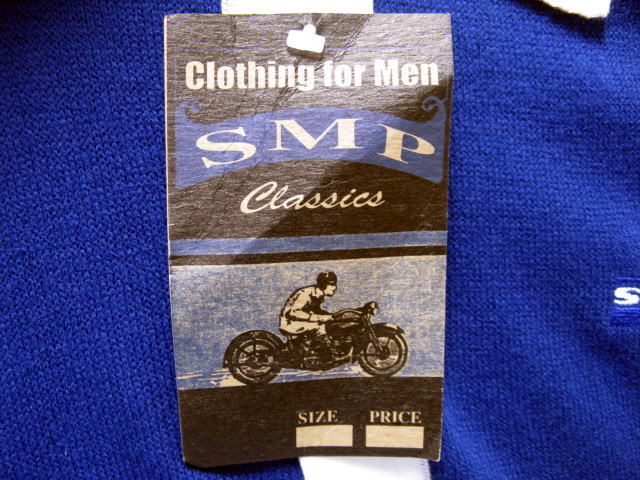 Clothing for Men
SMP
Classics
SIZE PRICE
S